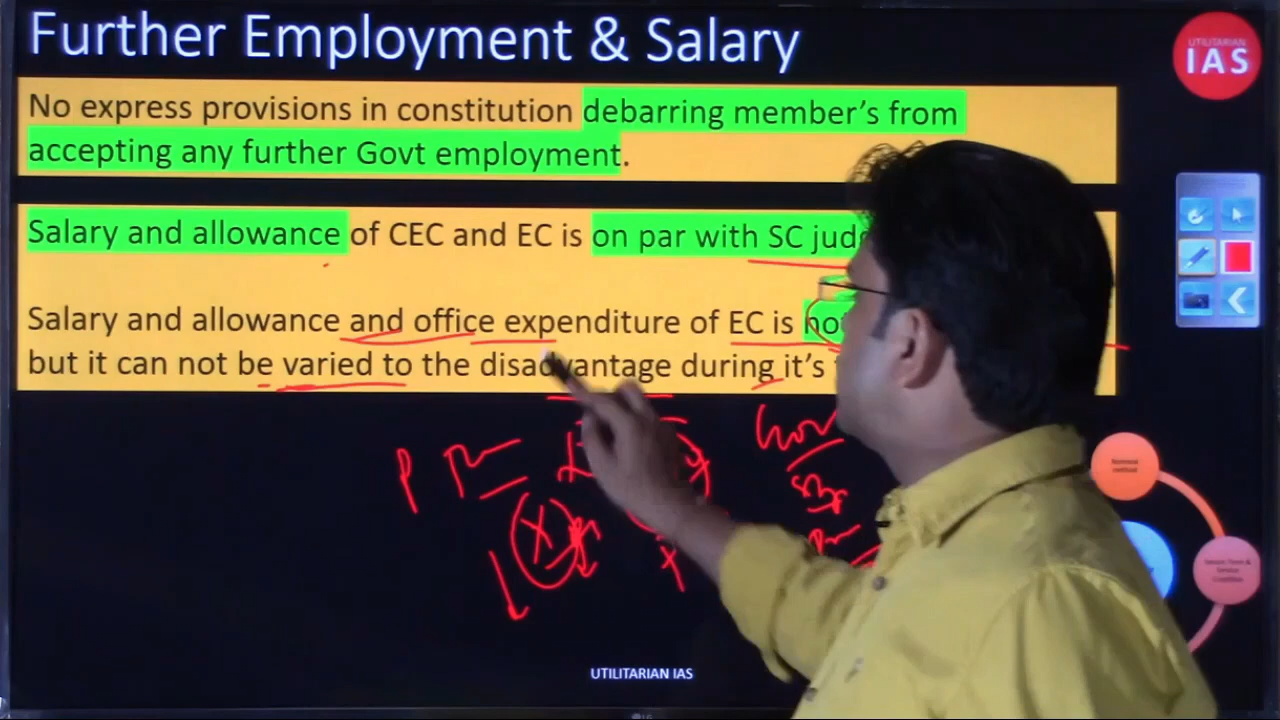 Further Employment & Salary
UTILITARIAN
IAS
No express provisions in constitution debarring member's from
accepting any further Govt employment.
Salary and allowance of CEC and EC is on par with SC
Salary and allowance and office expenditure of EC is
but it can not be varied to the disadvantage during it's
P
X
UTILITARIAN IAS